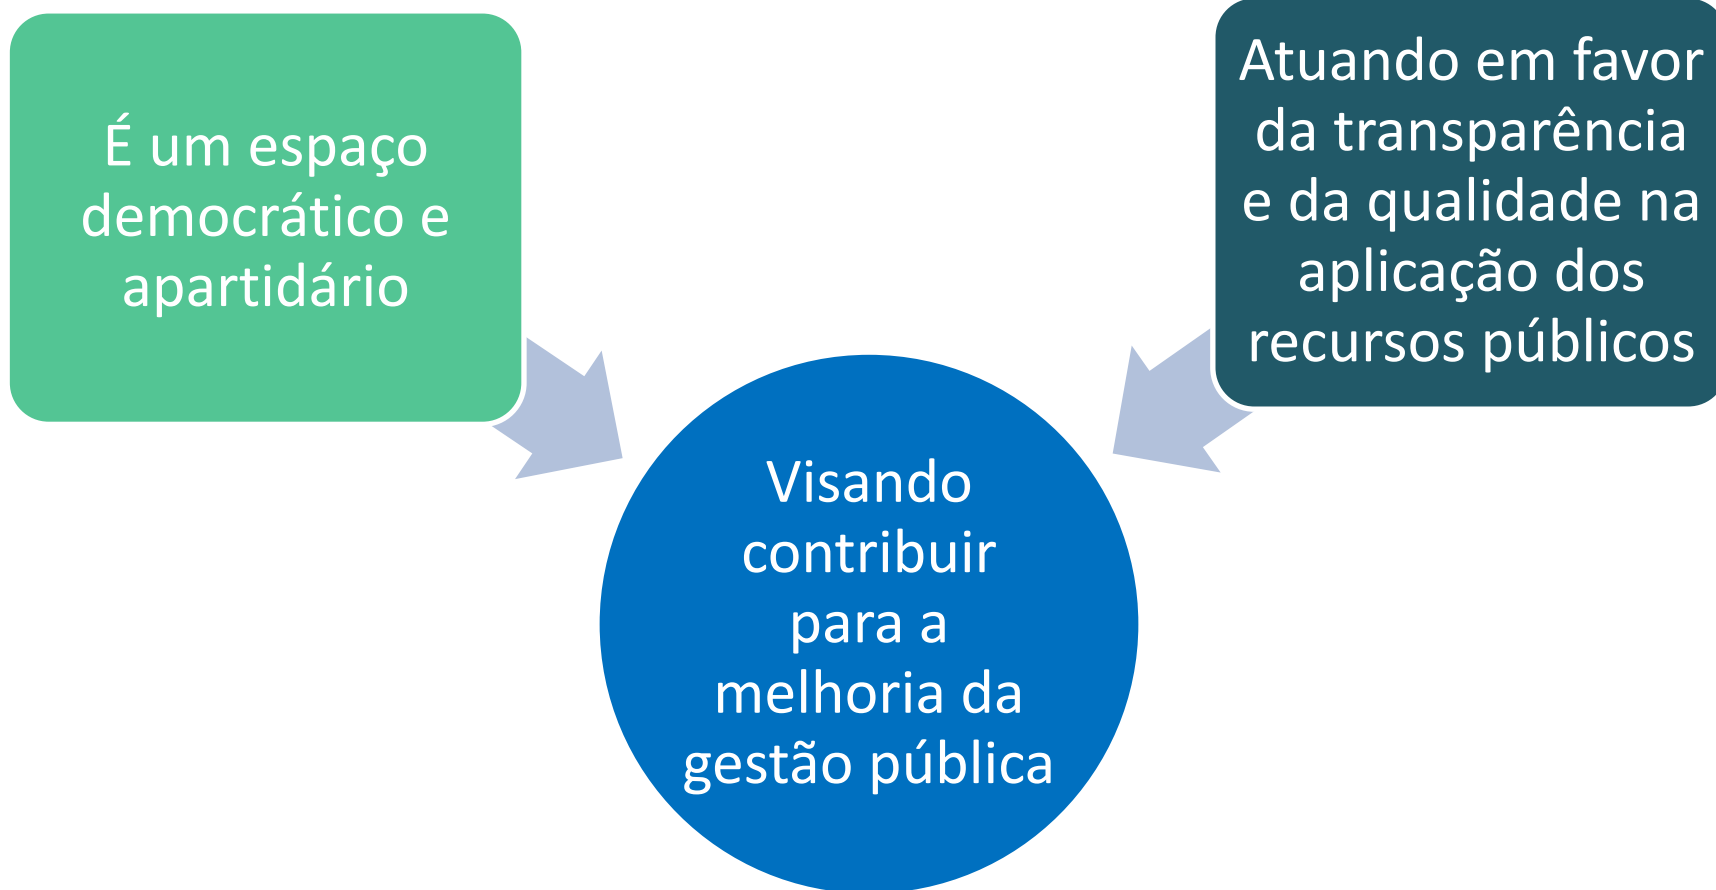 É um espaço
democrático e
apartidário
Atuando em favor
da transparência
e da qualidade na
aplicação dos
recursos públicos
Visando
contribuir
para a
melhoria da
gestão pública